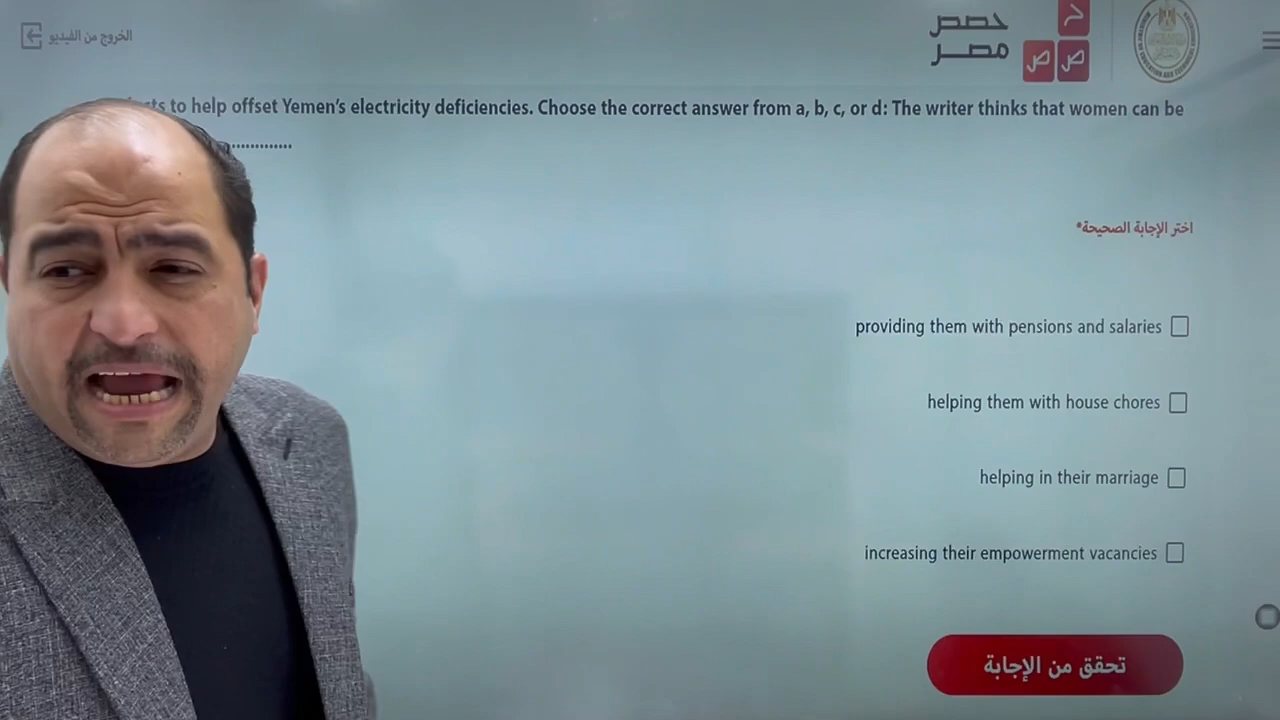 الخروج من الفيديو
حصص
مصر
ح
ص ص
to help offset Yemen's electricity deficiencies. Choose the correct answer from a, b, c, or d: The writer thinks that women can be
..............
اختر الإجابة الصحيحة*
providing them with pensions and salaries
helping them with house chores
helping in their marriage
increasing their empowerment vacancies
تحقق من الإجابة